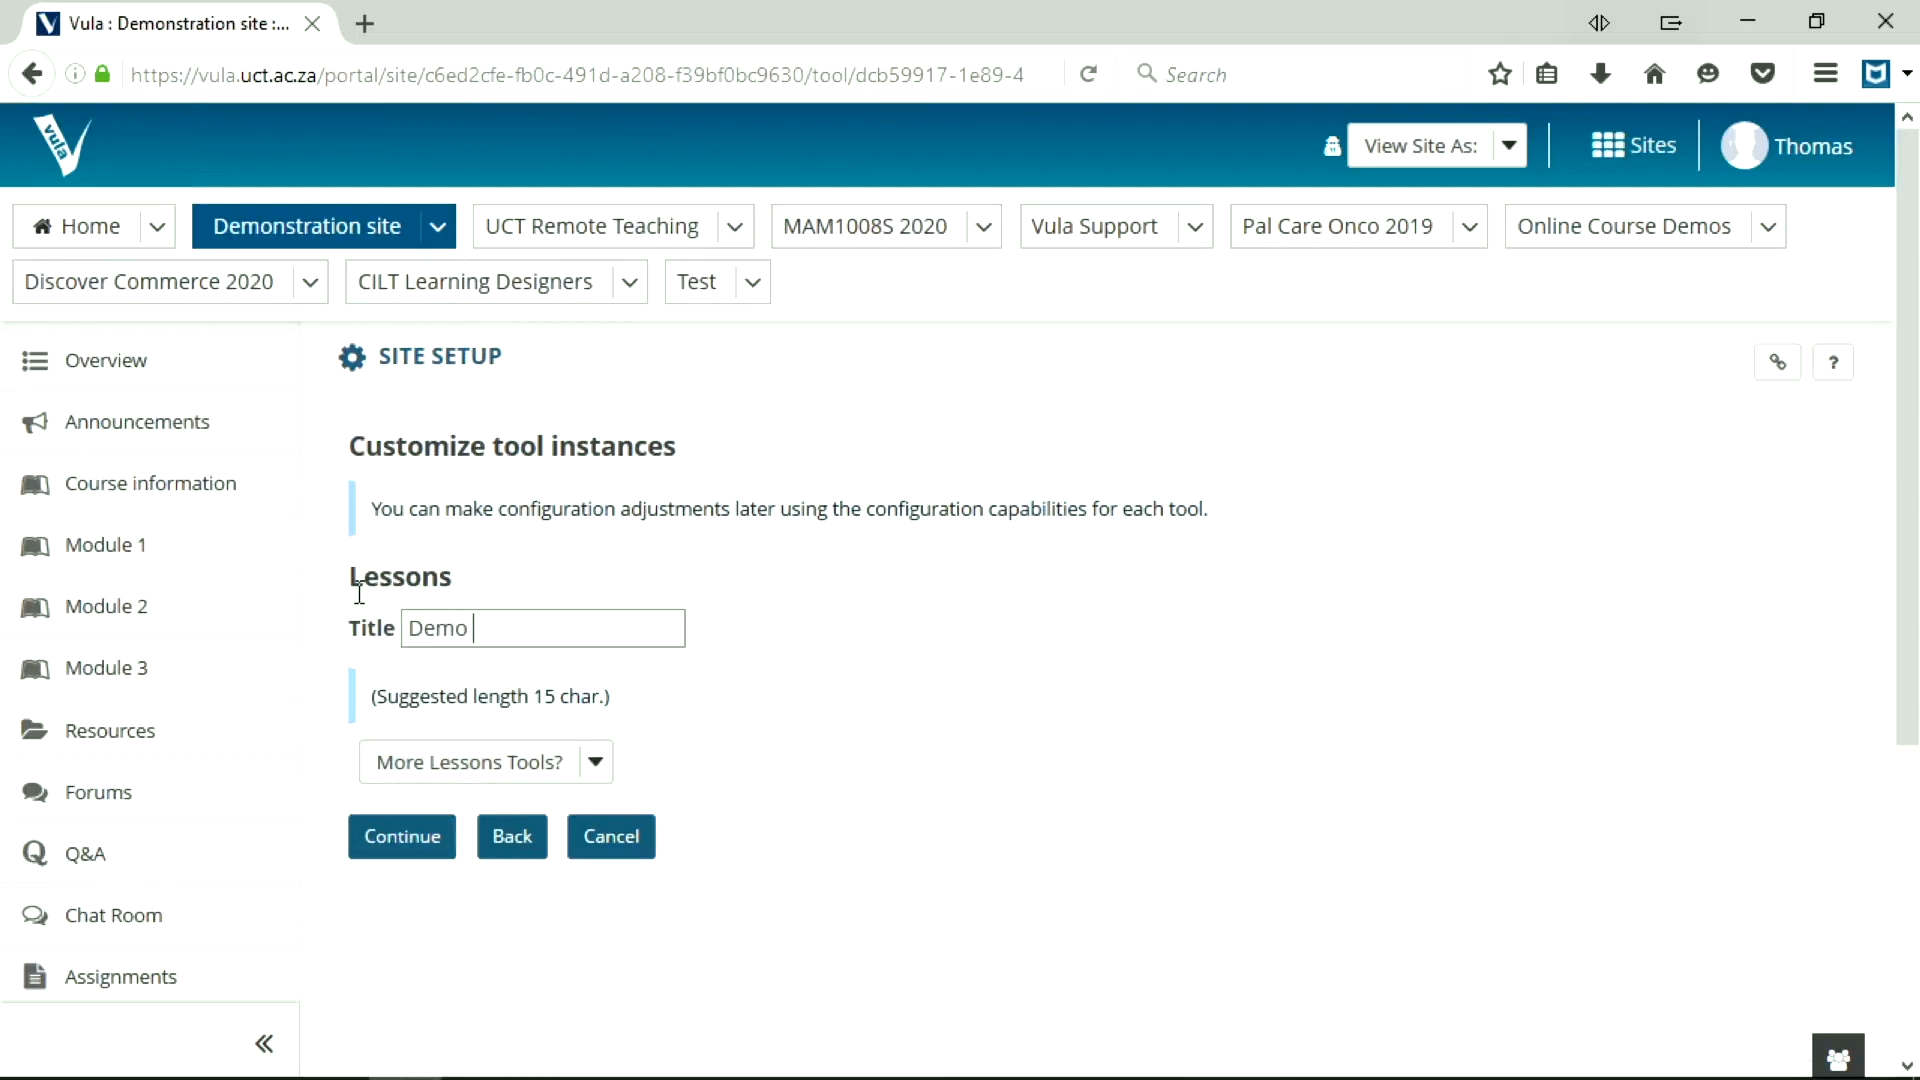 Vula : Demonstration site :...
https://vula.uct.ac.za/portal/site/c6ed2cfe-fb0c-491d-a208-f39bf0bc9630/tool/dcb59917-1e89-4
Search
vula
View Site As:
Sites
Thomas
Home
Demonstration site
UCT Remote Teaching
MAM1008S 2020
Vula Support
Pal Care Onco 2019
Online Course Demos
Discover Commerce 2020
CILT Learning Designers
Test
Overview
Announcements
Course information
Module 1
Module 2
Module 3
Resources
Forums
Q&A
Chat Room
Assignments
SITE SETUP
?
Customize tool instances
You can make configuration adjustments later using the configuration capabilities for each tool.
Lessons
Title Demo
(Suggested length 15 char.)
More Lessons Tools?
Continue Back Cancel